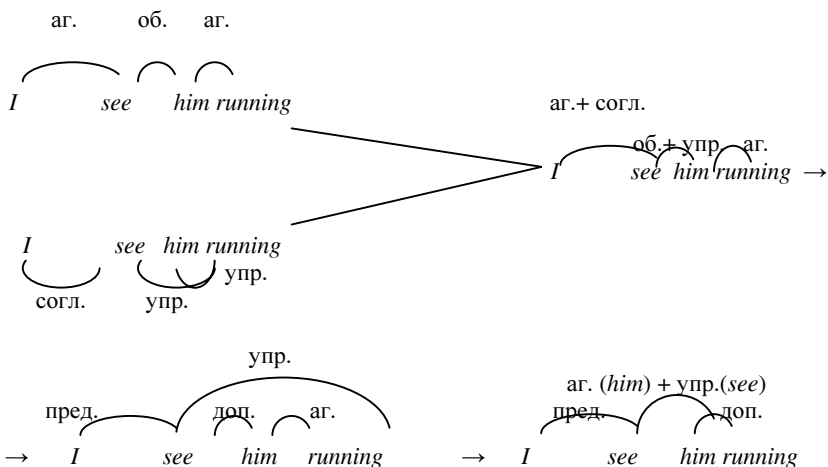 аг. об. аг.
I see him running
аг.+ согл.
об.+ упр. аг.
I see him running →
I see him running
упр.
согл. упр.
упр.
аг. (him) + упр.(see)
пред. доп. аг. пред. доп.
→ I see him running → I see him running